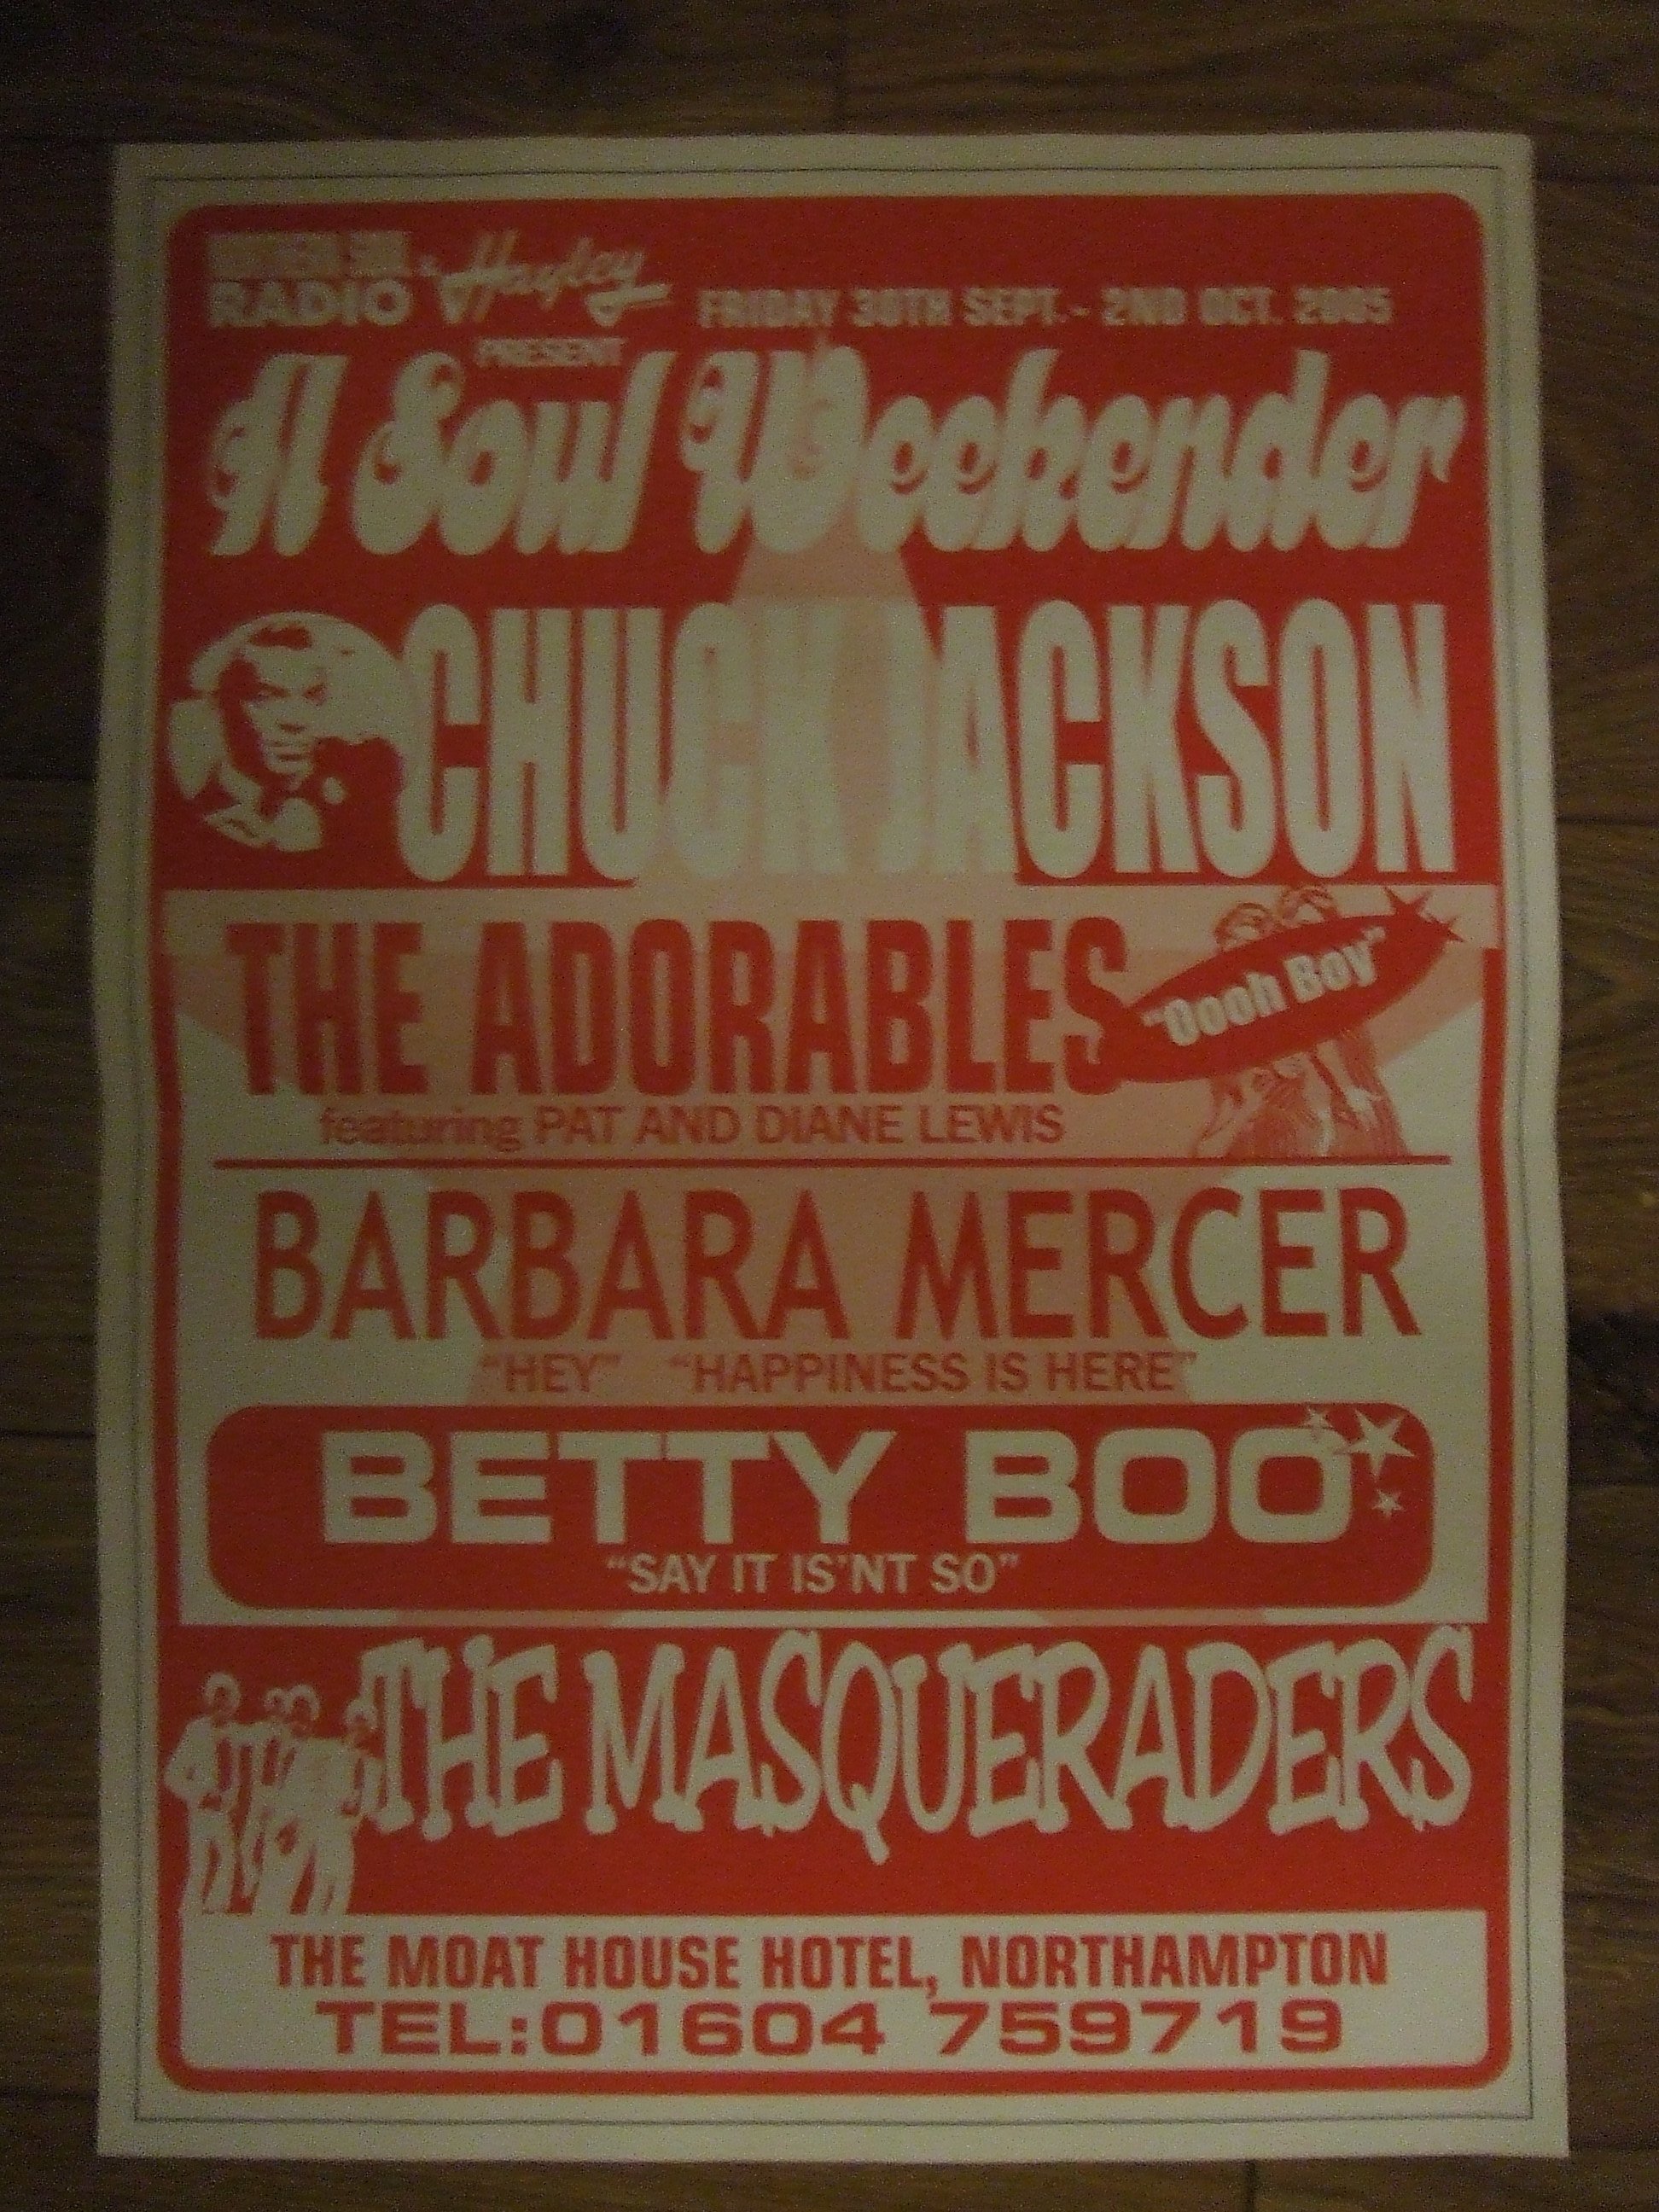 NORTHERN SOUL
RADIO & Hayley
PRESENT
FRIDAY 30TH SEPT. - 2ND OCT. 2005
A Soul Weekender
CHUCK JACKSON
THE ADORABLES
"Oooh Boy"
featuring PAT AND DIANE LEWIS
BARBARA MERCER
"HEY" "HAPPINESS IS HERE"
BETTY BOO
"SAY IT IS'NT SO"
THE MASQUERADERS
THE MOAT HOUSE HOTEL, NORTHAMPTON
TEL:01604 759719